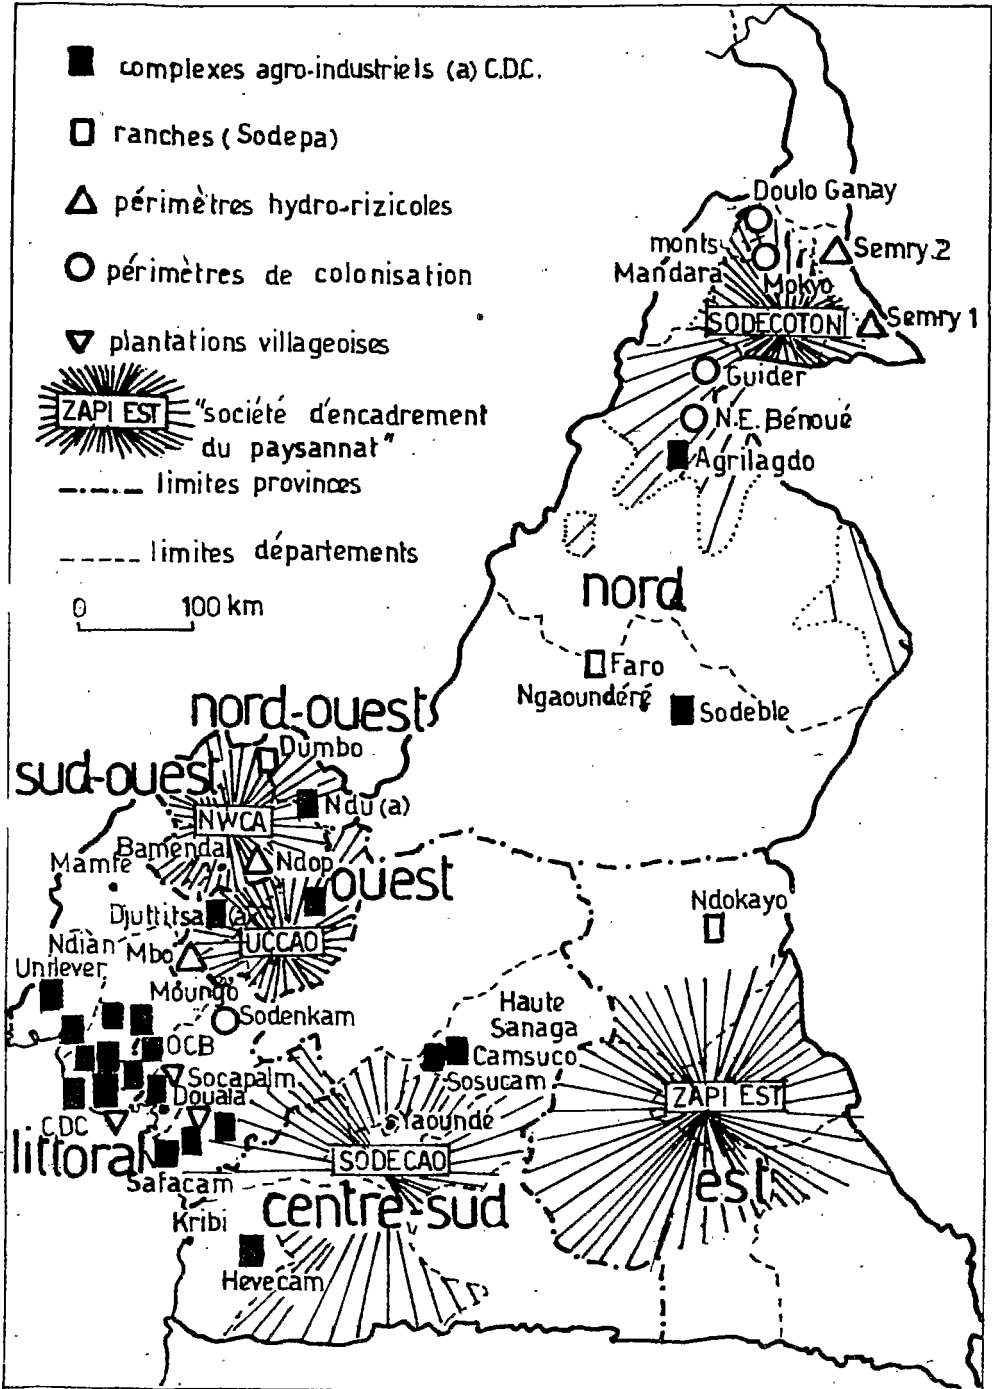 complexes agro-industriels (a) C.D.C.
ranches (Sodepa)
périmètres hydro-rizicoles
périmètres de colonisation
plantations villageoises
ZAPI EST
"société d'encadrement
du paysannat"
limites provinces
limites départements
0 100 km
Doulo Ganay
monts
Mandara
Mokyo
Semry.2
SODECOTON
Semry 1
Guider
N.E. Bénoué
Agrilagdo
nord
Faro
Ngaoundéré
Sodeble
nord-ouest
Dumbo
sud-ouest
NWCA
Ndu (a)
Bamenda
Mamfé
Ndop
ouest
Djuttitsa (a)
UCCAO
Ndian
Unilever
Mbo
Moungo
Sodenkam
OCB
Socapalm
Douala
CDC
littoral
Safacam
Kribi
Hevecam
Haute
Sanaga
Camsuco
Sosucam
Yaoundé
SODECAO
centre-sud
Ndokayo
ZAPI EST
est